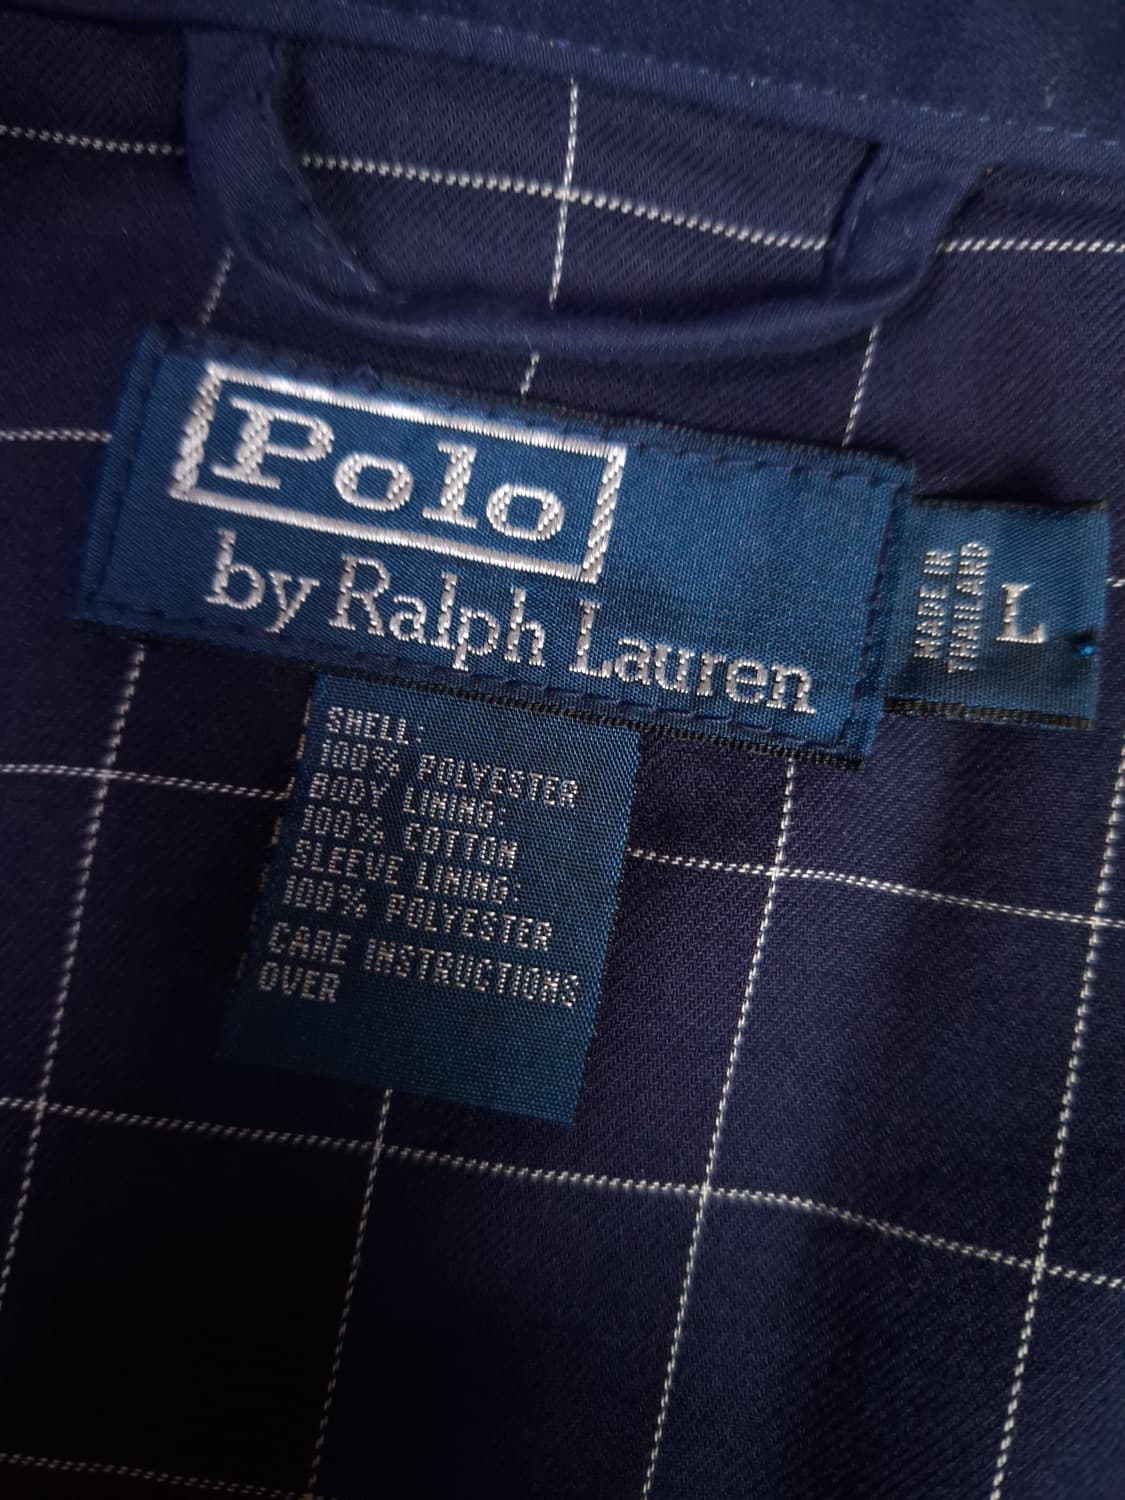 Polo
by Ralph Lauren
MADE IN
THAILAND
L
SHELL:
100% POLYESTER
BODY LINING:
100% COTTON
SLEEVE LINING:
100% POLYESTER
CARE INSTRUCTIONS
OVER